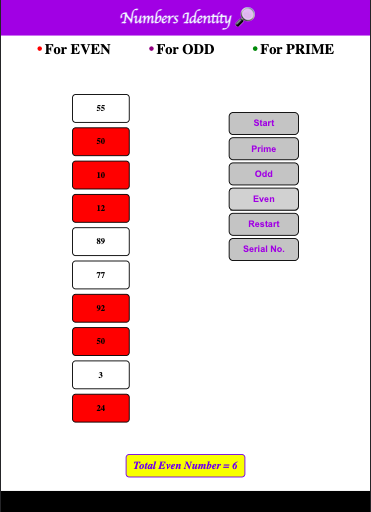 Numbers Identity
• For EVEN • For ODD • For PRIME
55
50
10
12
89
77
92
50
3
24
Start
Prime
Odd
Even
Restart
Serial No.
Total Even Number = 6